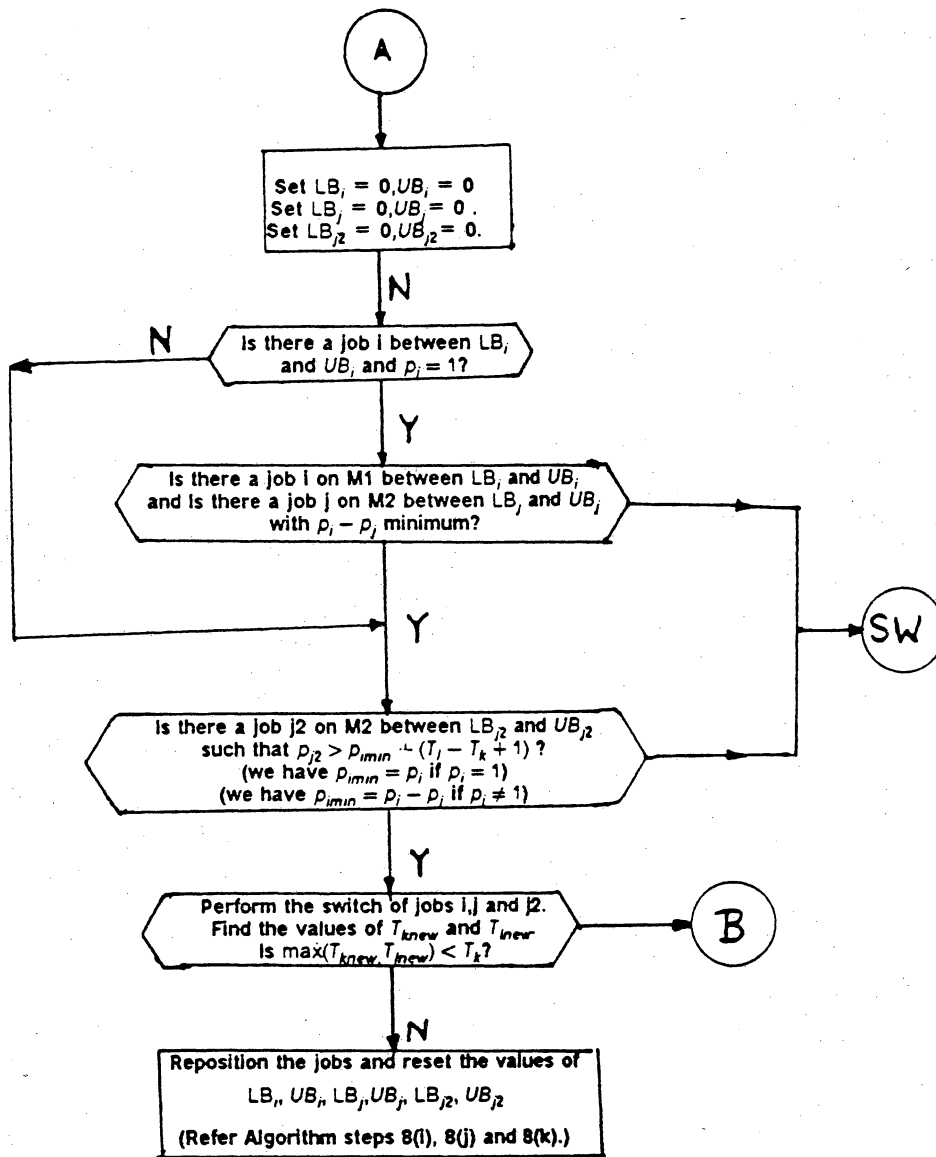 A
Set LB_i = 0, UB_i = 0
Set LB_j = 0, UB_j = 0 .
Set LB_j2 = 0, UB_j2 = 0.
N
N
Is there a job i between LB_i
and UB_i and p_i = 1?
Y
Is there a job i on M1 between LB_i and UB_i
and is there a job j on M2 between LB_j and UB_j
with p_i − p_j minimum?
Y
SW
Is there a job j2 on M2 between LB_j2 and UB_j2
such that p_j2 > p_imin + (T_l − T_k + 1) ?
(we have p_imin = p_i if p_i = 1)
(we have p_imin = p_i − p_j if p_i ≠ 1)
Y
Perform the switch of jobs i,j and j2.
Find the values of T_knew and T_lnew.
Is max(T_knew, T_lnew) < T_k?
B
N
Reposition the jobs and reset the values of
LB_i, UB_i, LB_j, UB_j, LB_j2, UB_j2
(Refer Algorithm steps 8(i), 8(j) and 8(k).)